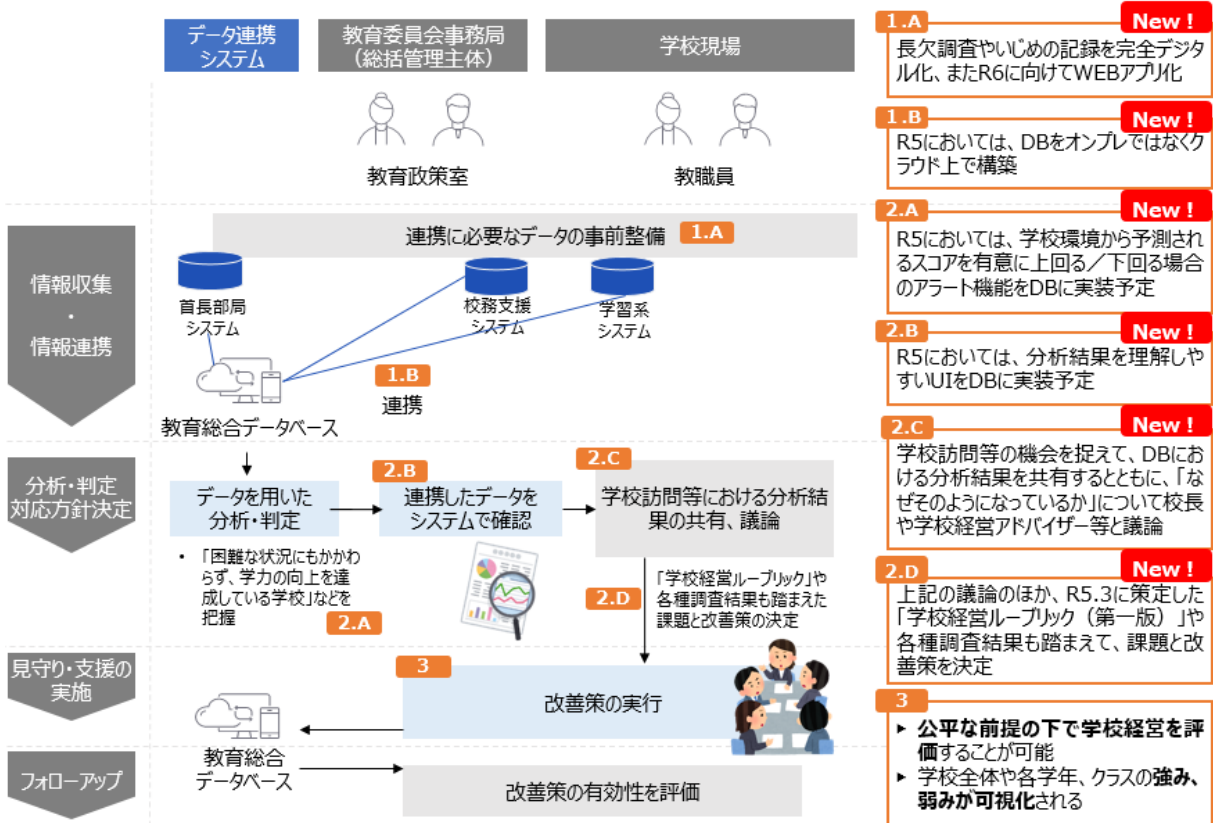 データ連携
システム
教育委員会事務局
（総括管理主体）
学校現場
教育政策室
教職員
情報収集
・
情報連携
連携に必要なデータの事前整備
1.A
首長部局
システム
校務支援
システム
学習系
システム
1.B
連携
教育総合データベース
分析・判定
対応方針決定
データを用いた
分析・判定
2.B
連携したデータを
システムで確認
2.C
学校訪問等における分析結
果の共有、議論
• 「困難な状況にもかかわ
らず、学力の向上を達
成している学校」などを
把握
2.A
2.D
「学校経営ルーブリック」や
各種調査結果も踏まえた
課題と改善策の決定
見守り・支援の
実施
3
改善策の実行
教育総合
データベース
フォローアップ
改善策の有効性を評価
1.A
New！
長欠調査やいじめの記録を完全デジタ
ル化、またR6に向けてWEBアプリ化
1.B
New！
R5においては、DBをオンプレではなくク
ラウド上で構築
2.A
New！
R5においては、学校環境から予測され
るスコアを有意に上回る／下回る場合
のアラート機能をDBに実装予定
2.B
New！
R5においては、分析結果を理解しや
すいUIをDBに実装予定
2.C
New！
学校訪問等の機会を捉えて、DBにお
ける分析結果を共有するとともに、「な
ぜそのようになっているか」について校長
や学校経営アドバイザー等と議論
2.D
New！
上記の議論のほか、R5.3に策定した
「学校経営ルーブリック（第一版）」や
各種調査結果も踏まえて、課題と改
善策を決定
3
▸ 公平な前提の下で学校経営を評
価することが可能
▸ 学校全体や各学年、クラスの強み、
弱みが可視化される